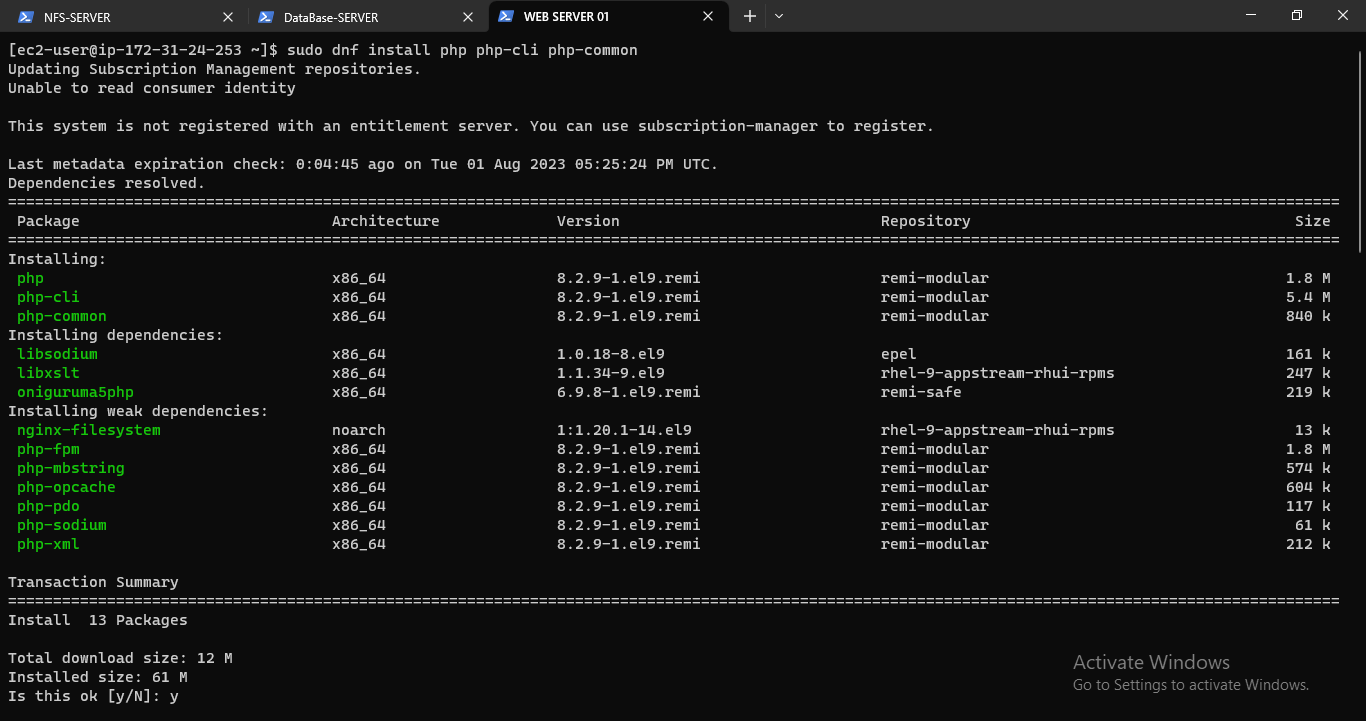 NFS-SERVER DataBase-SERVER WEB SERVER 01
[ec2-user@ip-172-31-24-253 ~]$ sudo dnf install php php-cli php-common
Updating Subscription Management repositories.
Unable to read consumer identity
This system is not registered with an entitlement server. You can use subscription-manager to register.
Last metadata expiration check: 0:04:45 ago on Tue 01 Aug 2023 05:25:24 PM UTC.
Dependencies resolved.
Package Architecture Version Repository Size
Installing:
php x86_64 8.2.9-1.el9.remi remi-modular 1.8 M
php-cli x86_64 8.2.9-1.el9.remi remi-modular 5.4 M
php-common x86_64 8.2.9-1.el9.remi remi-modular 840 k
Installing dependencies:
libsodium x86_64 1.0.18-8.el9 epel 161 k
libxslt x86_64 1.1.34-9.el9 rhel-9-appstream-rhui-rpms 247 k
oniguruma5php x86_64 6.9.8-1.el9.remi remi-safe 219 k
Installing weak dependencies:
nginx-filesystem noarch 1:1.20.1-14.el9 rhel-9-appstream-rhui-rpms 13 k
php-fpm x86_64 8.2.9-1.el9.remi remi-modular 1.8 M
php-mbstring x86_64 8.2.9-1.el9.remi remi-modular 574 k
php-opcache x86_64 8.2.9-1.el9.remi remi-modular 604 k
php-pdo x86_64 8.2.9-1.el9.remi remi-modular 117 k
php-sodium x86_64 8.2.9-1.el9.remi remi-modular 61 k
php-xml x86_64 8.2.9-1.el9.remi remi-modular 212 k
Transaction Summary
Install 13 Packages
Total download size: 12 M
Installed size: 61 M
Is this ok [y/N]: y
Activate Windows
Go to Settings to activate Windows.